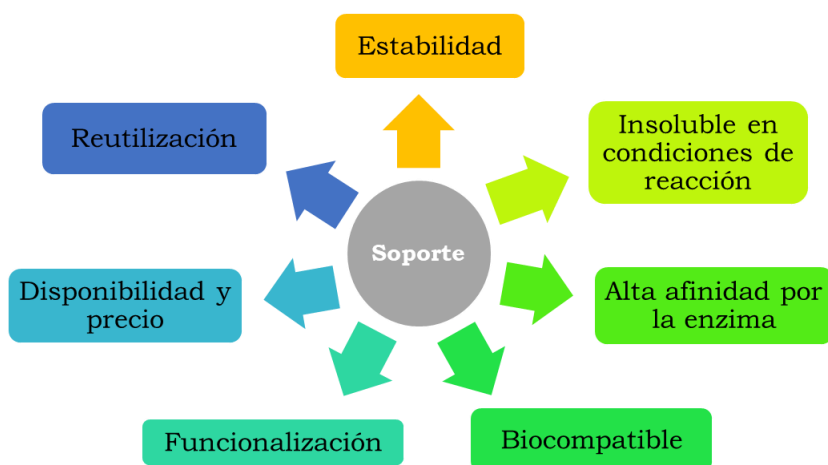 Estabilidad
Reutilización
Insoluble en
condiciones de
reacción
Soporte
Disponibilidad y
precio
Alta afinidad por
la enzima
Funcionalización
Biocompatible